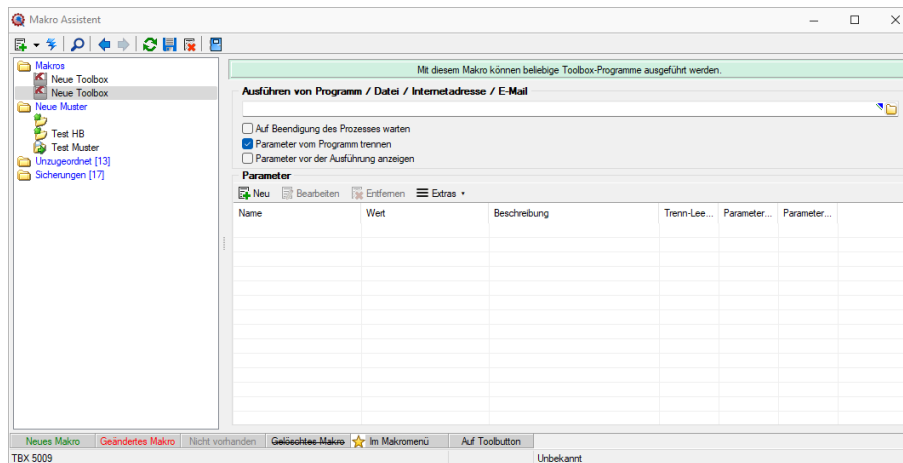 Makro Assistent
Makros
Neue Toolbox
Neue Toolbox
Neue Muster
Test HB
Test Muster
Unzugeordnet [13]
Sicherungen [17]
Mit diesem Makro können beliebige Toolbox-Programme ausgeführt werden.
Ausführen von Programm / Datei / Internetadresse / E-Mail
Auf Beendigung des Prozesses warten
Parameter vom Programm trennen
Parameter vor der Ausführung anzeigen
Parameter
Neu Bearbeiten Entfernen Extras
Name Wert Beschreibung Trenn-Lee... Parameter... Parameter...
Neues Makro Geändertes Makro Nicht vorhanden Gelöschtes Makro Im Makromenü Auf Toolbutton
TBX 5009 Unbekannt